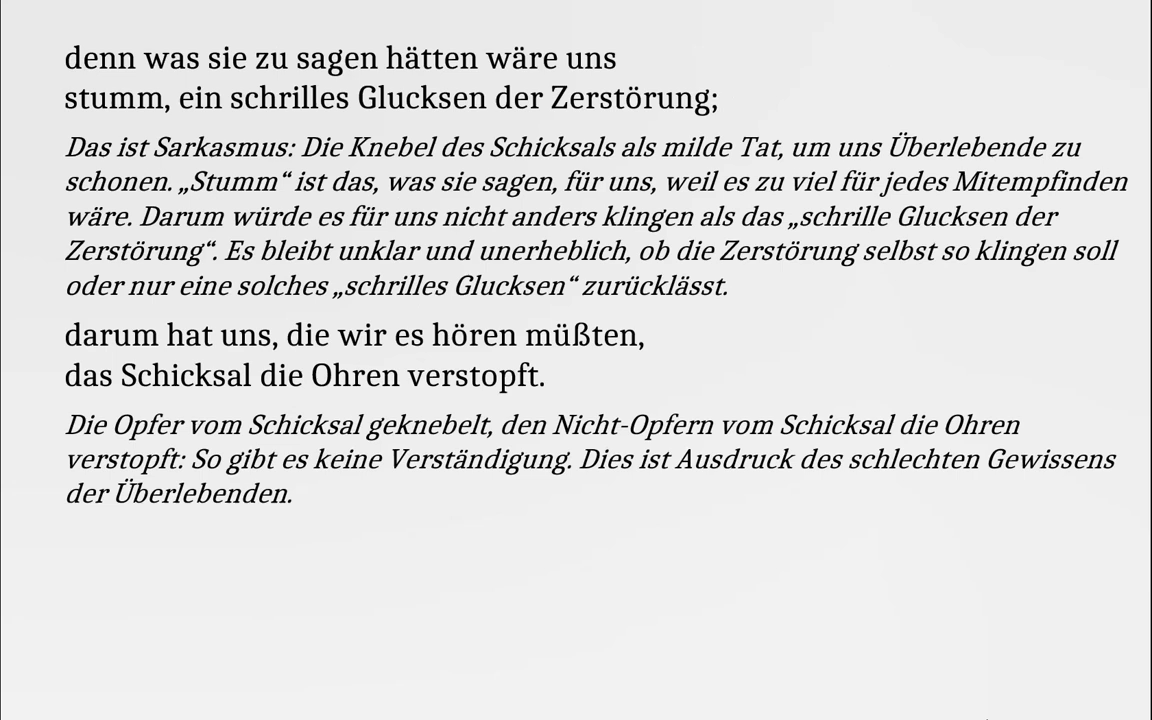 denn was sie zu sagen hätten wäre uns
stumm, ein schrilles Glucksen der Zerstörung;
Das ist Sarkasmus: Die Knebel des Schicksals als milde Tat, um uns Überlebende zu
schonen. „Stumm“ ist das, was sie sagen, für uns, weil es zu viel für jedes Mitempfinden
wäre. Darum würde es für uns nicht anders klingen als das „schrille Glucksen der
Zerstörung“. Es bleibt unklar und unerheblich, ob die Zerstörung selbst so klingen soll
oder nur eine solches „schrilles Glucksen“ zurücklässt.
darum hat uns, die wir es hören müßten,
das Schicksal die Ohren verstopft.
Die Opfer vom Schicksal geknebelt, den Nicht-Opfern vom Schicksal die Ohren
verstopft: So gibt es keine Verständigung. Dies ist Ausdruck des schlechten Gewissens
der Überlebenden.